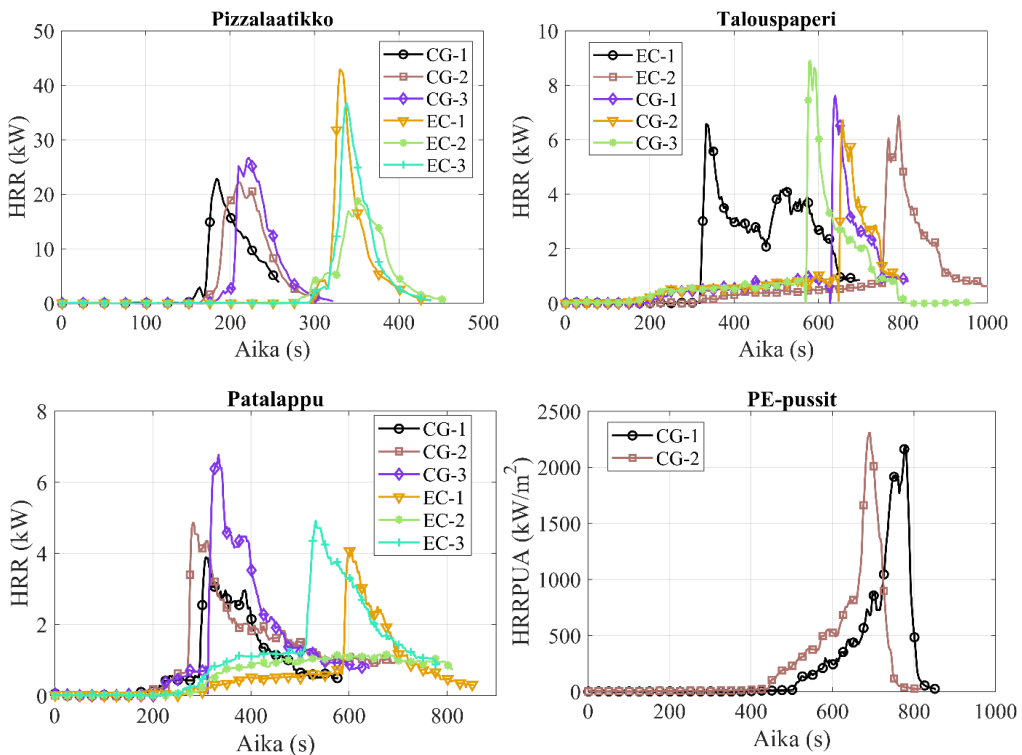 Pizzalaatikko
HRR (kW)
50
40
30
20
10
0
0 100 200 300 400 500
Aika (s)
CG-1
CG-2
CG-3
EC-1
EC-2
EC-3
Talouspaperi
HRR (kW)
10
8
6
4
2
0
0 200 400 600 800 1000
Aika (s)
EC-1
EC-2
CG-1
CG-2
CG-3
Patalappu
HRR (kW)
8
6
4
2
0
0 200 400 600 800
Aika (s)
CG-1
CG-2
CG-3
EC-1
EC-2
EC-3
PE-pussit
HRRPUA (kW/m²)
2500
2000
1500
1000
500
0
0 200 400 600 800 1000
Aika (s)
CG-1
CG-2